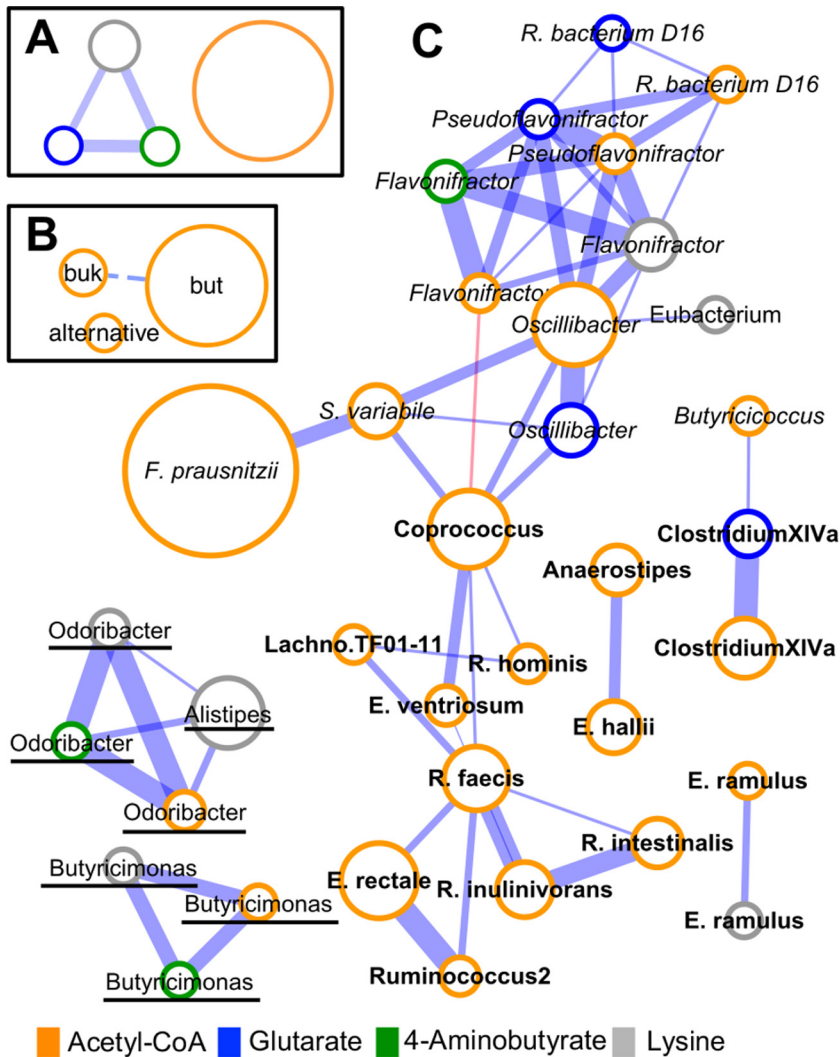 A
B
buk
but
alternative
C
R. bacterium D16
R. bacterium D16
Pseudoflavonifractor
Pseudoflavonifractor
Flavonifractor
Flavonifractor
Flavonifractor
Oscillibacter
Eubacterium
S. variabile
Oscillibacter
Butyricicoccus
F. prausnitzii
Coprococcus
ClostridiumXIVa
Anaerostipes
ClostridiumXIVa
Lachno.TF01-11
R. hominis
E. ventriosum
E. hallii
Odoribacter
Alistipes
Odoribacter
Odoribacter
R. faecis
E. ramulus
R. intestinalis
E. rectale
R. inulinivorans
E. ramulus
Ruminococcus2
Butyricimonas
Butyricimonas
Butyricimonas
Acetyl-CoA Glutarate 4-Aminobutyrate Lysine